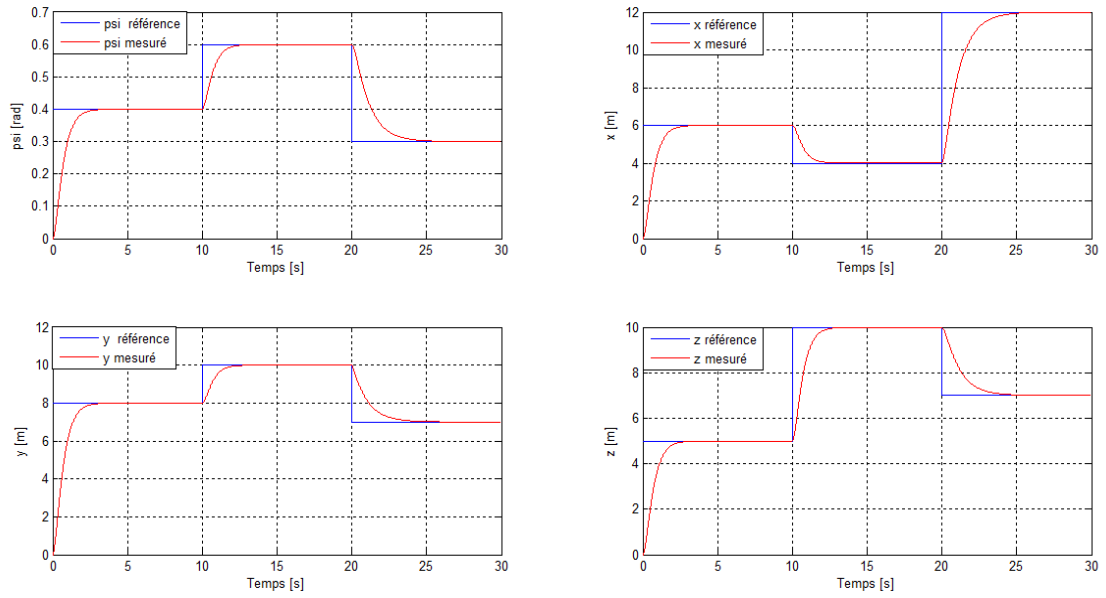 0.7
0.6
0.5
0.4
0.3
0.2
0.1
0
psi [rad]
psi référence
psi mesuré
0 5 10 15 20 25 30
Temps [s]
12
10
8
6
4
2
0
x [m]
x référence
x mesuré
0 5 10 15 20 25 30
Temps [s]
12
10
8
6
4
2
0
y [m]
y référence
y mesuré
0 5 10 15 20 25 30
Temps [s]
10
8
6
4
2
0
z [m]
z référence
z mesuré
0 5 10 15 20 25 30
Temps [s]